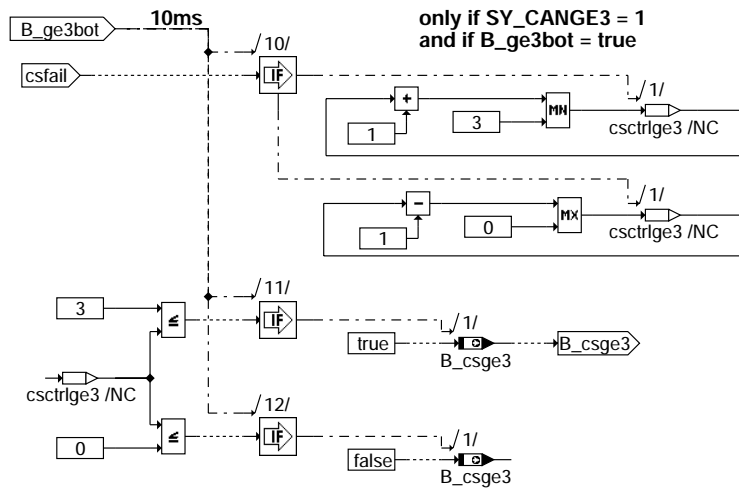 10ms
only if SY_CANGE3 = 1
and if B_ge3bot = true
B_ge3bot
10/
csfail
IF
1/
+
MN
1
3
csctrlge3 /NC
1/
-
MX
1
0
csctrlge3 /NC
11/
3
≤
IF
1/
true
B_csge3
B_csge3
csctrlge3 /NC
12/
≤
IF
1/
0
false
B_csge3